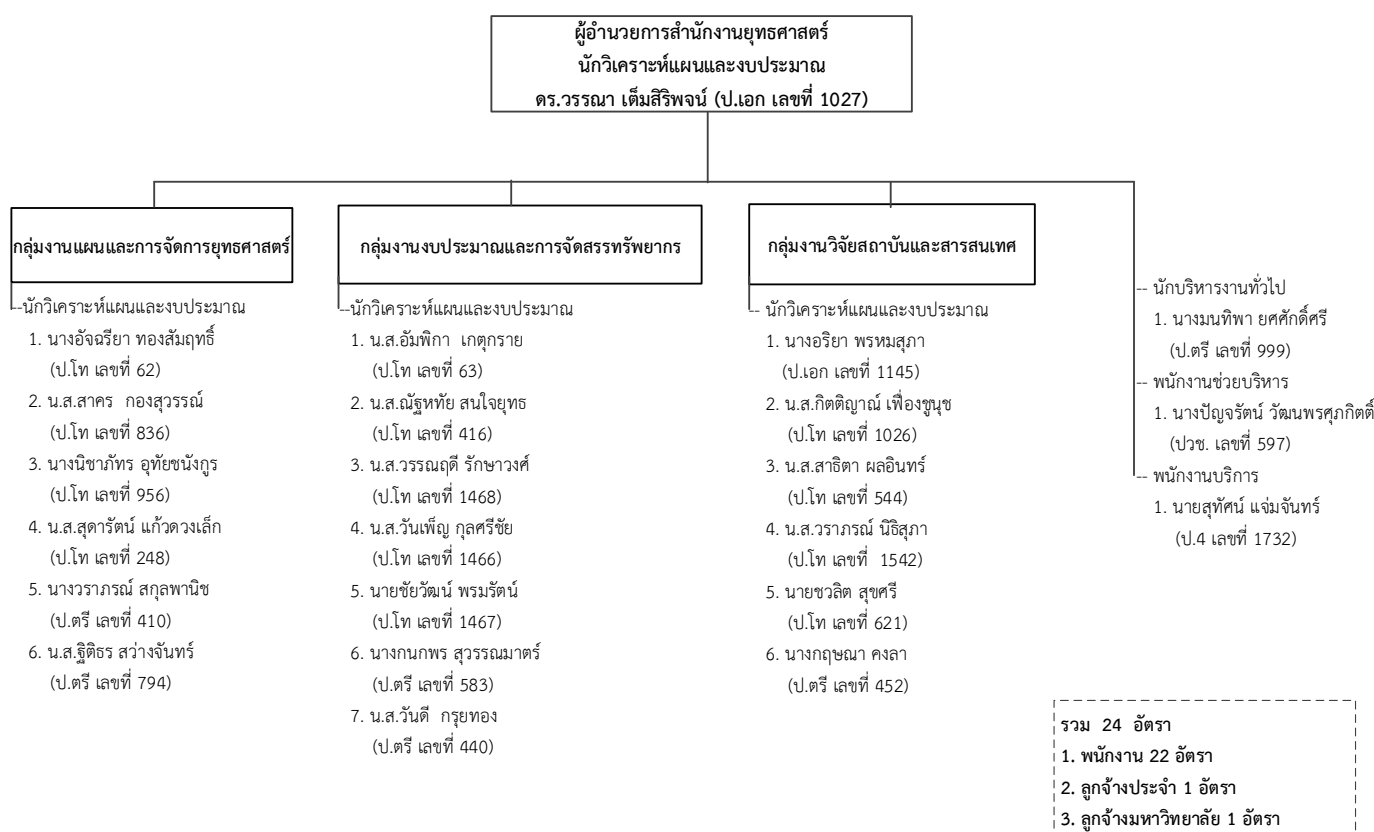 ผู้อำนวยการสำนักงานยุทธศาสตร์
นักวิเคราะห์แผนและงบประมาณ
ดร.วรรณา เต็มสิริพจน์ (ป.เอก เลขที่ 1027)
กลุ่มงานแผนและการจัดการยุทธศาสตร์
--นักวิเคราะห์แผนและงบประมาณ
1. นางอัจฉรียา ทองสัมฤทธิ์
(ป.โท เลขที่ 62)
2. น.ส.สาคร กองสุวรรณ์
(ป.โท เลขที่ 836)
3. นางนิชาภัทร อุทัยชนังกูร
(ป.โท เลขที่ 956)
4. น.ส.สุดารัตน์ แก้วดวงเล็ก
(ป.โท เลขที่ 248)
5. นางวราภรณ์ สกุลพานิช
(ป.ตรี เลขที่ 410)
6. น.ส.ฐิติธร สว่างจันทร์
(ป.ตรี เลขที่ 794)
กลุ่มงานงบประมาณและการจัดสรรทรัพยากร
--นักวิเคราะห์แผนและงบประมาณ
1. น.ส.อัมพิกา เกตุกราย
(ป.โท เลขที่ 63)
2. น.ส.ณัฐหทัย สนใจยุทธ
(ป.โท เลขที่ 416)
3. น.ส.วรรณฤดี รักษาวงศ์
(ป.โท เลขที่ 1468)
4. น.ส.วันเพ็ญ กุลศรีชัย
(ป.โท เลขที่ 1466)
5. นายชัยวัฒน์ พรมรัตน์
(ป.โท เลขที่ 1467)
6. นางกนกพร สุวรรณมาตร์
(ป.ตรี เลขที่ 583)
7. น.ส.วันดี กรุยทอง
(ป.ตรี เลขที่ 440)
กลุ่มงานวิจัยสถาบันและสารสนเทศ
-- นักวิเคราะห์แผนและงบประมาณ
1. นางอริยา พรหมสุภา
(ป.เอก เลขที่ 1145)
2. น.ส.กิตติญาณ์ เฟื่องชูนุช
(ป.โท เลขที่ 1026)
3. น.ส.สาธิตา ผลอินทร์
(ป.โท เลขที่ 544)
4. น.ส.วราภรณ์ นิธิสุภา
(ป.โท เลขที่ 1542)
5. นายชวลิต สุขศรี
(ป.โท เลขที่ 621)
6. นางกฤษณา คงลา
(ป.ตรี เลขที่ 452)
-- นักบริหารงานทั่วไป
1. นางมนทิพา ยศศักดิ์ศรี
(ป.ตรี เลขที่ 999)
-- พนักงานช่วยบริหาร
1. นางปัญจรัตน์ วัฒนพรศุภกิตติ์
(ปวช. เลขที่ 597)
-- พนักงานบริการ
1. นายสุทัศน์ แจ่มจันทร์
(ป.4 เลขที่ 1732)
รวม 24 อัตรา
1. พนักงาน 22 อัตรา
2. ลูกจ้างประจำ 1 อัตรา
3. ลูกจ้างมหาวิทยาลัย 1 อัตรา